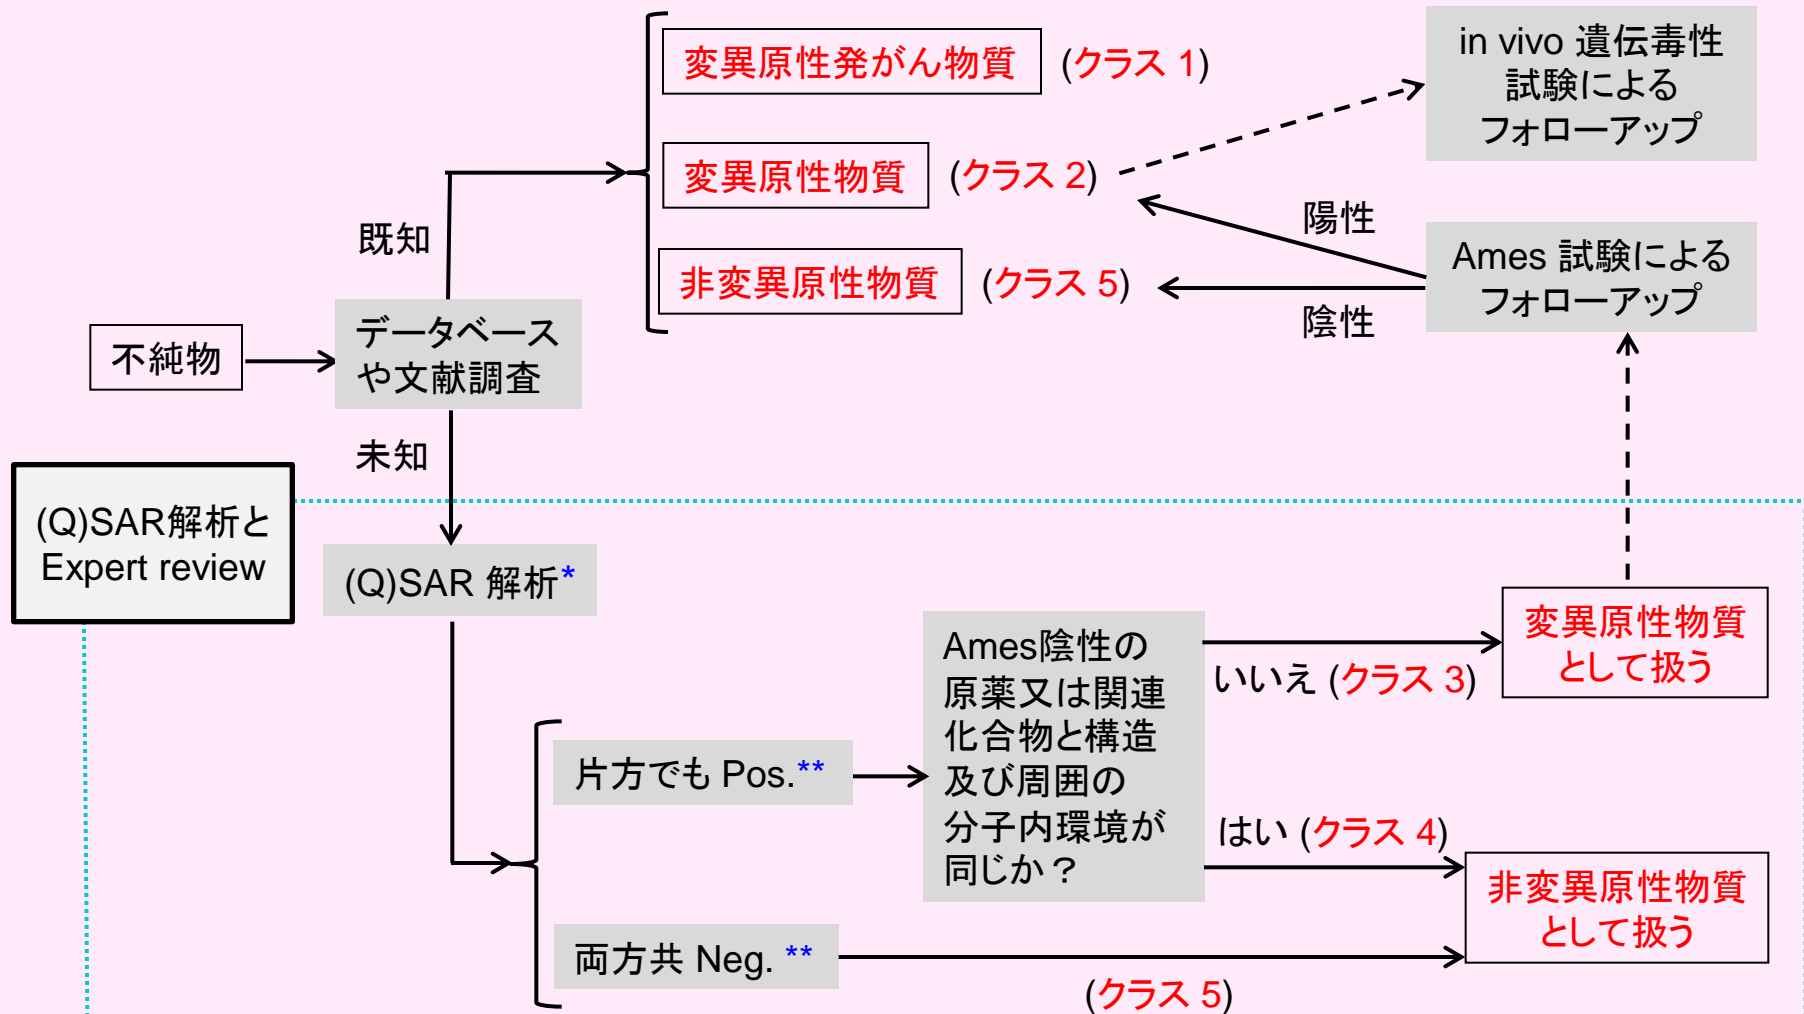 変異原性発がん物質 (クラス 1)
in vivo 遺伝毒性
試験による
フォローアップ
変異原性物質 (クラス 2)
既知
陽性
非変異原性物質 (クラス 5)
Ames 試験による
フォローアップ
陰性
不純物
データベース
や文献調査
未知
(Q)SAR解析と
Expert review
(Q)SAR 解析*
Ames陰性の
原薬又は関連
化合物と構造
及び周囲の
分子内環境が
同じか？
いいえ (クラス 3)
変異原性物質
として扱う
片方でも Pos.**
はい (クラス 4)
非変異原性物質
として扱う
両方共 Neg. **
(クラス 5)